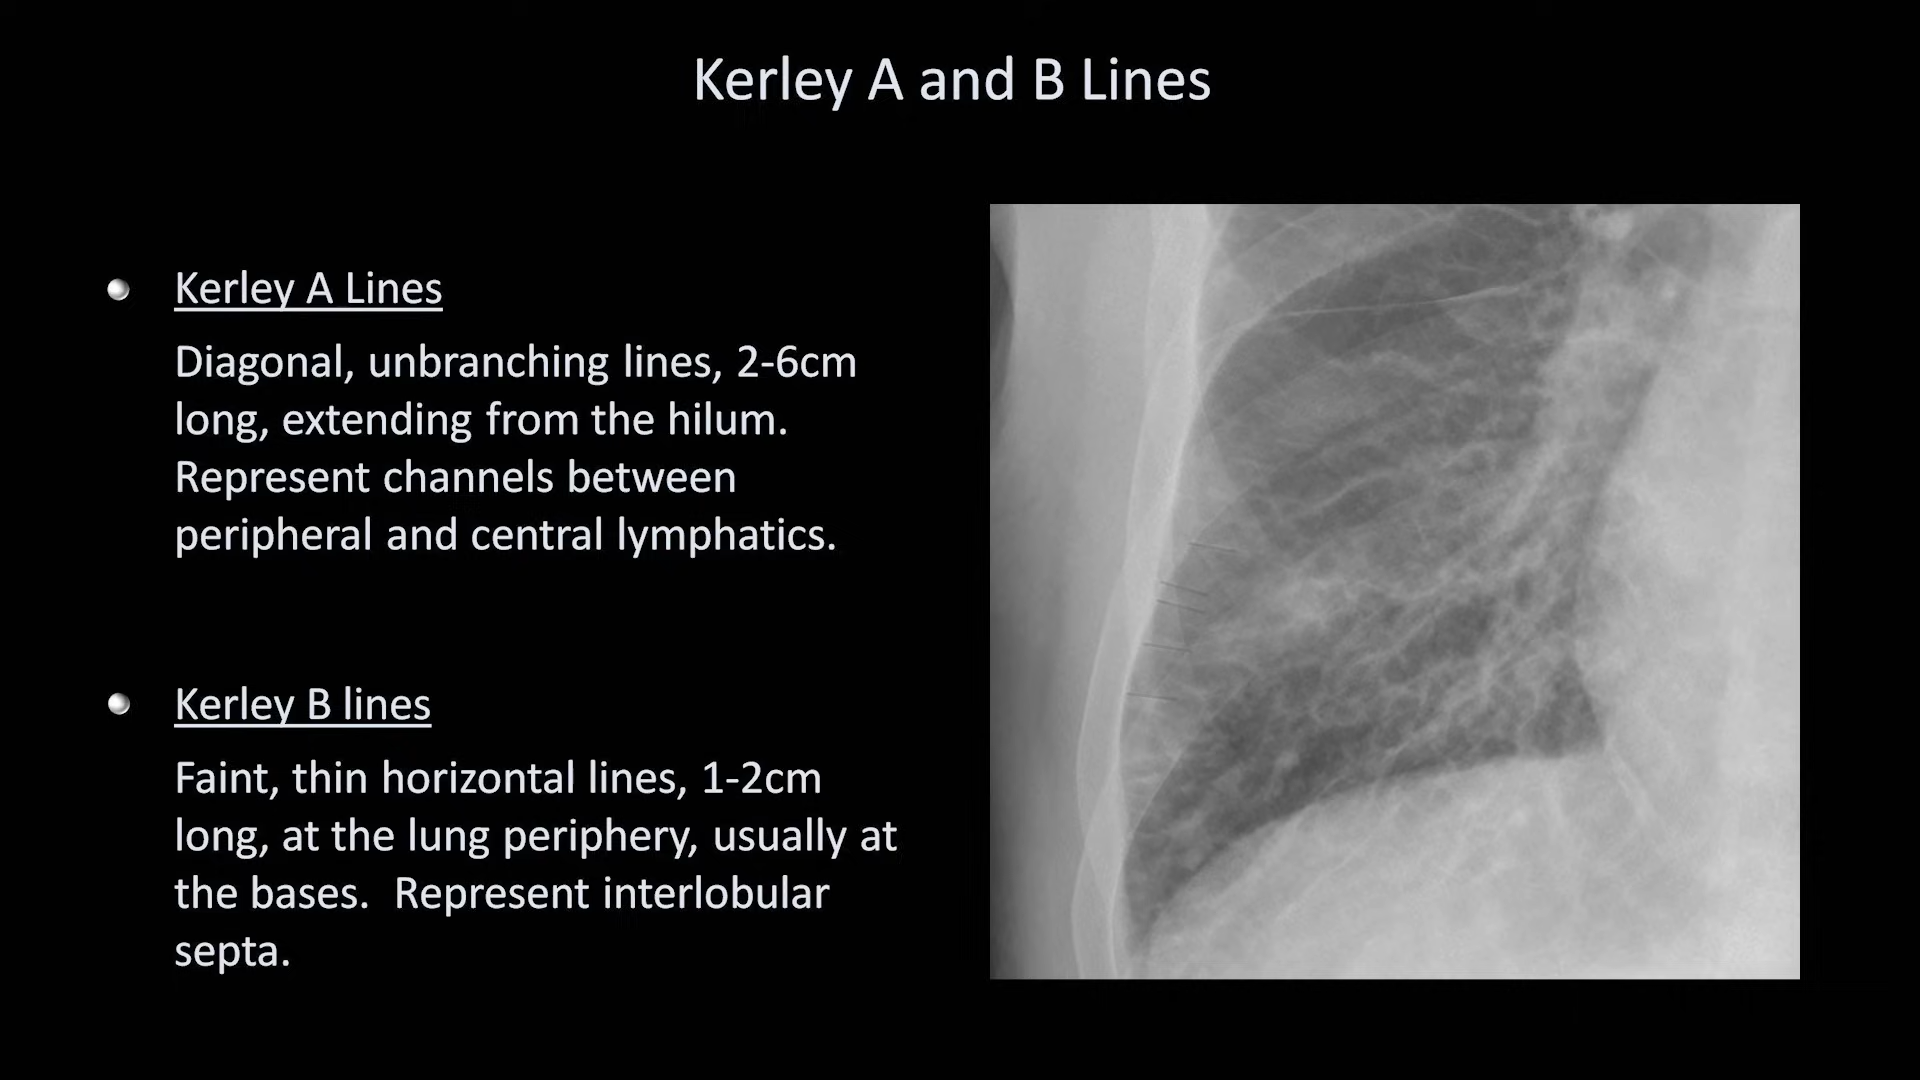 Kerley A and B Lines
Kerley A Lines
Diagonal, unbranching lines, 2-6cm
long, extending from the hilum.
Represent channels between
peripheral and central lymphatics.
Kerley B lines
Faint, thin horizontal lines, 1-2cm
long, at the lung periphery, usually at
the bases.  Represent interlobular
septa.